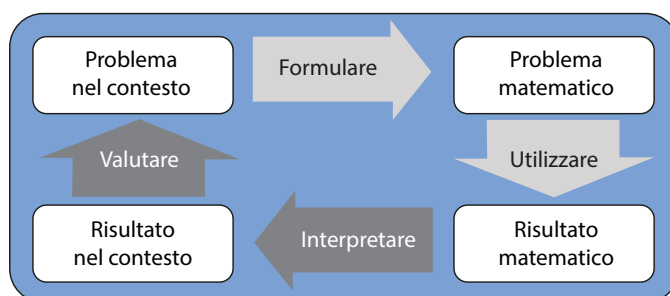 Problema
nel contesto
Formulare
Problema
matematico
Valutare
Utilizzare
Risultato
nel contesto
Interpretare
Risultato
matematico